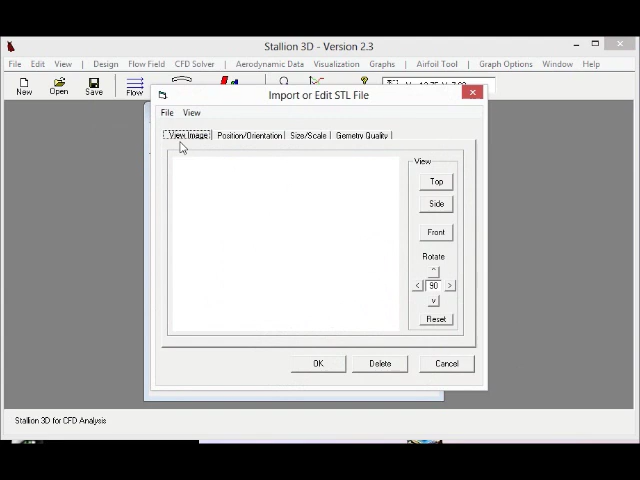 Stallion 3D - Version 2.3
File Edit View | Design Flow Field CFD Solver | Aerodynamic Data Visualization Graphs | Airfoil Tool | Graph Options Window Help
New Open Save Flow
Import or Edit STL File
File View
View Image Position/Orientation Size/Scale Gemetry Quality
View
Top
Side
Front
Rotate
^
< 90 >
v
Reset
OK Delete Cancel
Stallion 3D for CFD Analysis